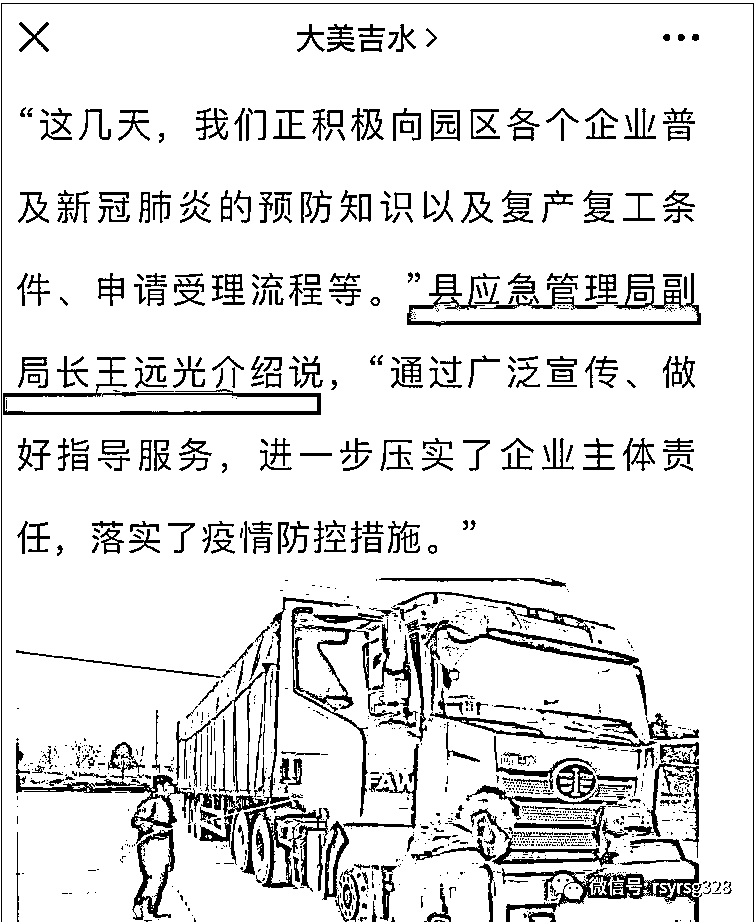 大美吉水
“这几天，我们正积极向园区各个企业普
及新冠肺炎的预防知识以及复产复工条
件、申请受理流程等。”县应急管理局副
局长王远光介绍说，“通过广泛宣传、做
好指导服务，进一步压实了企业主体责
任，落实了疫情防控措施。”
FAW
微信号: rsyrsg328